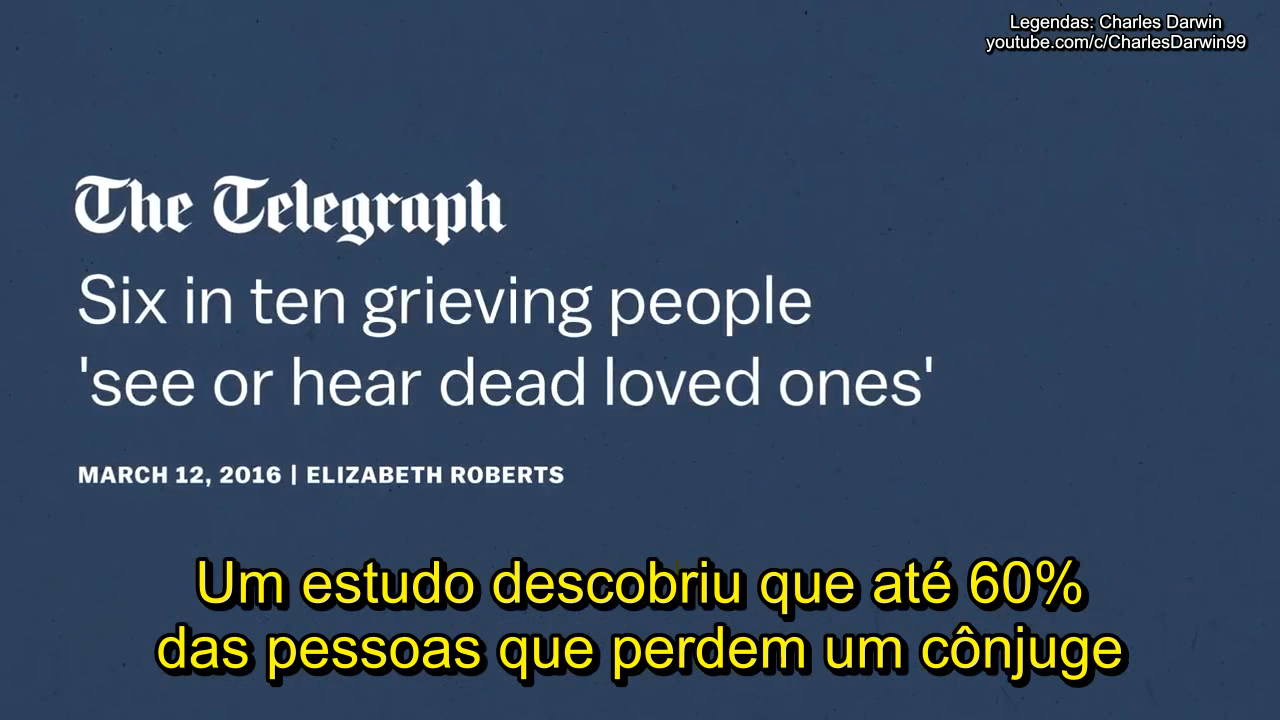 Legendas: Charles Darwin
youtube.com/c/CharlesDarwin99
The Telegraph
Six in ten grieving people
'see or hear dead loved ones'
MARCH 12, 2016 | ELIZABETH ROBERTS
Um estudo descobriu que até 60%
das pessoas que perdem um cônjuge